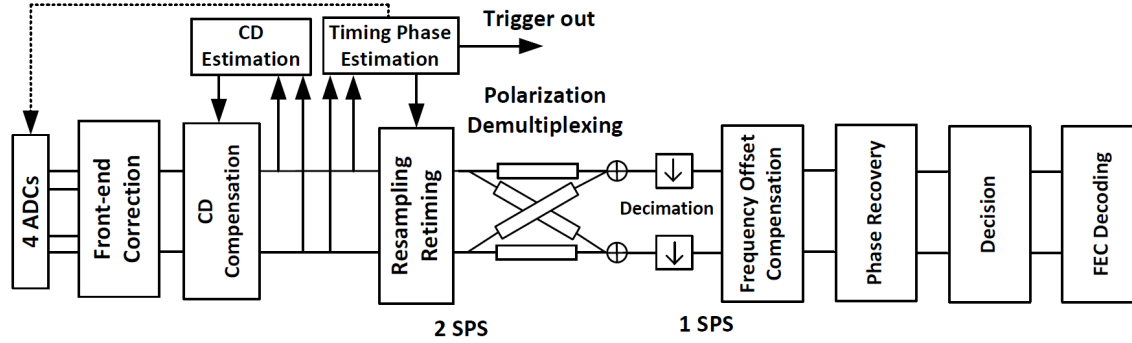 CD
Estimation
Timing Phase
Estimation
Trigger out
Polarization
Demultiplexing
4 ADCs
Front-end
Correction
CD
Compensation
Resampling
Retiming
Decimation
Frequency Offset
Compensation
Phase Recovery
Decision
FEC Decoding
2 SPS
1 SPS